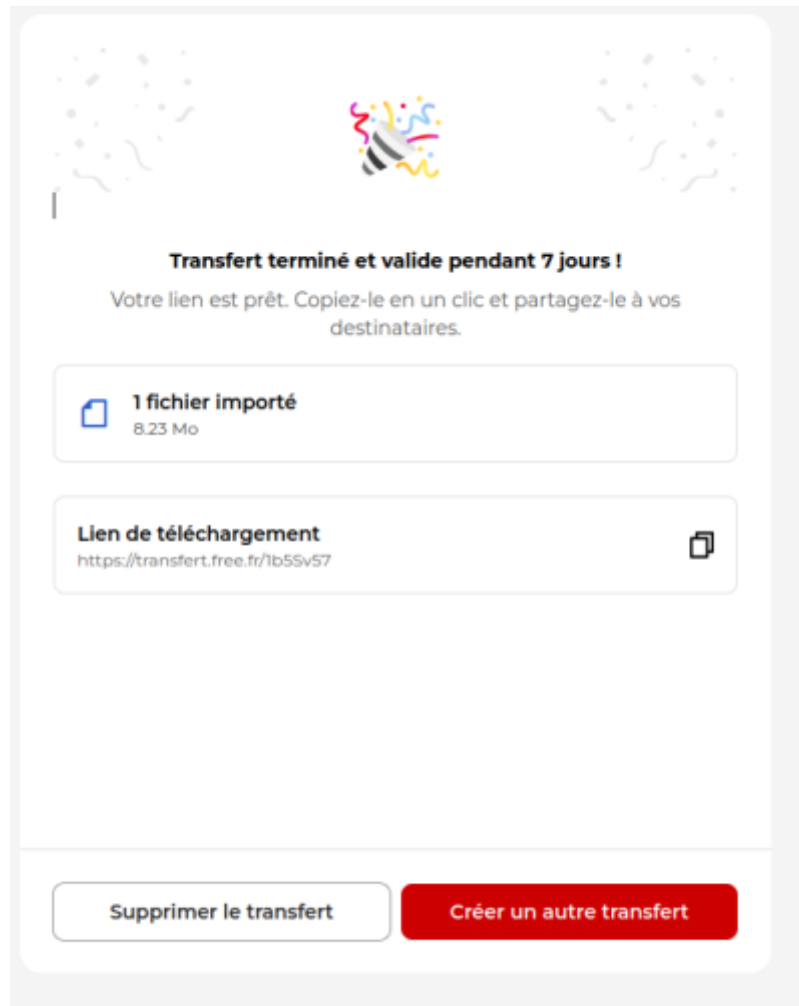 Transfert terminé et valide pendant 7 jours !
Votre lien est prêt. Copiez-le en un clic et partagez-le à vos
destinataires.
1 fichier importé
8.23 Mo
Lien de téléchargement
https://transfert.free.fr/1b55v57
Supprimer le transfert
Créer un autre transfert